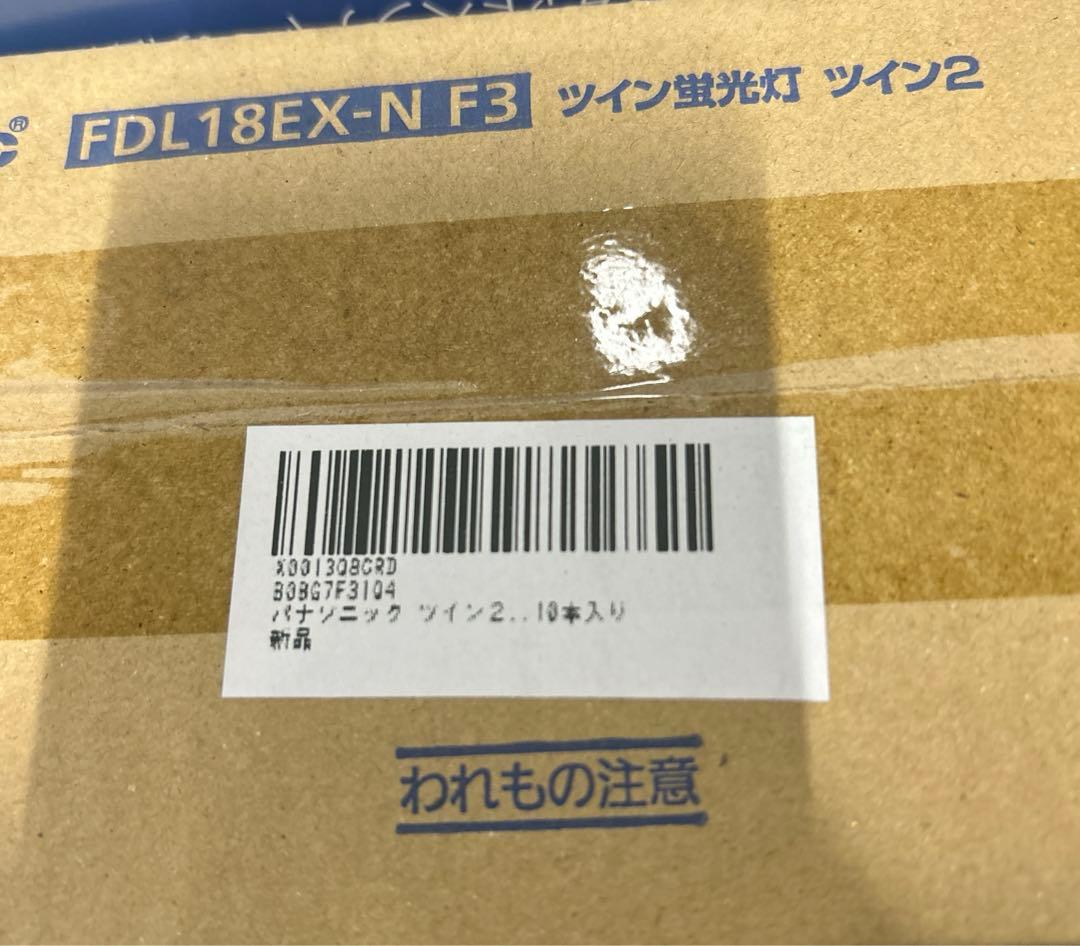 FDL18EX-N F3 ツイン蛍光灯 ツイン2
X0013Q8CRD
B0BG7F31Q4
パナソニック ツイン2..10本入り
新品
われもの注意